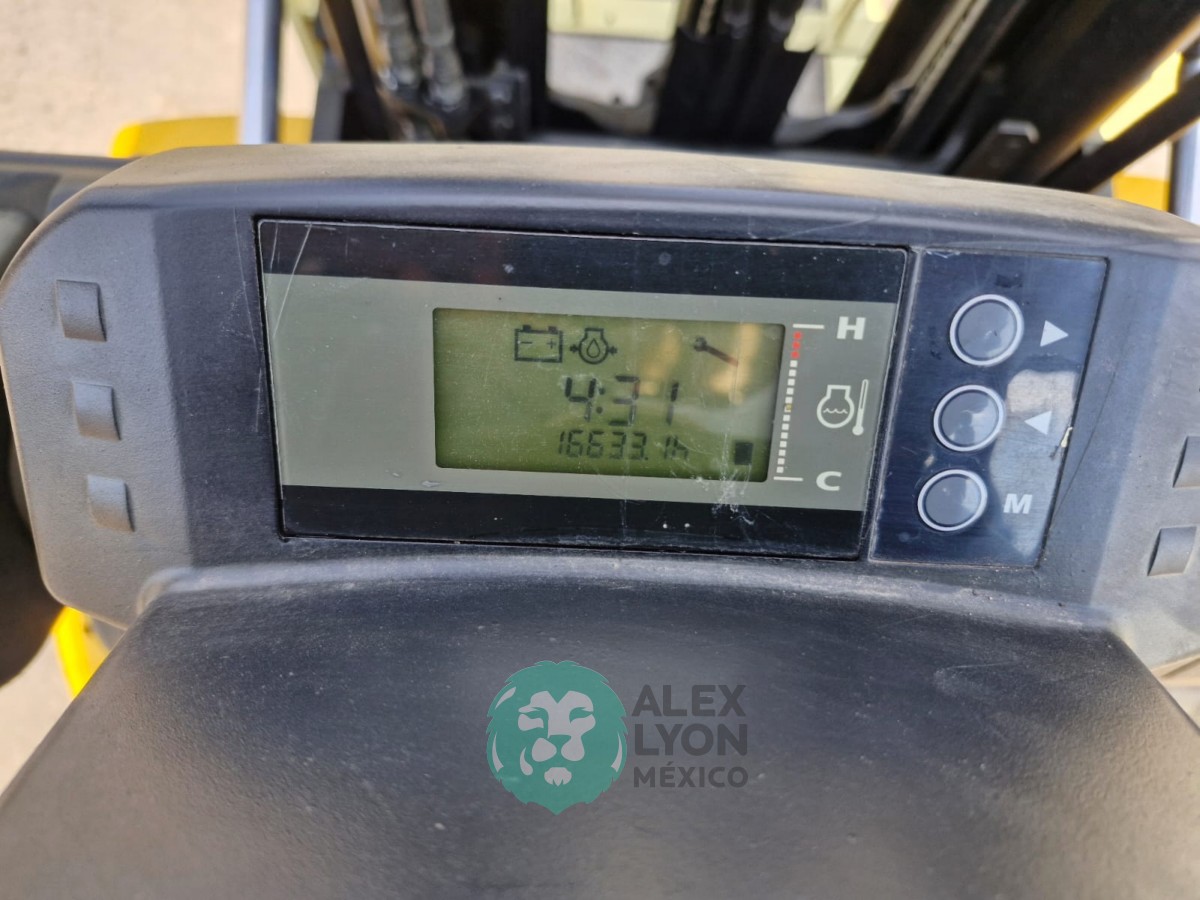 H
4:31
16633.1h
C
M
ALEX
LYON
MÉXICO